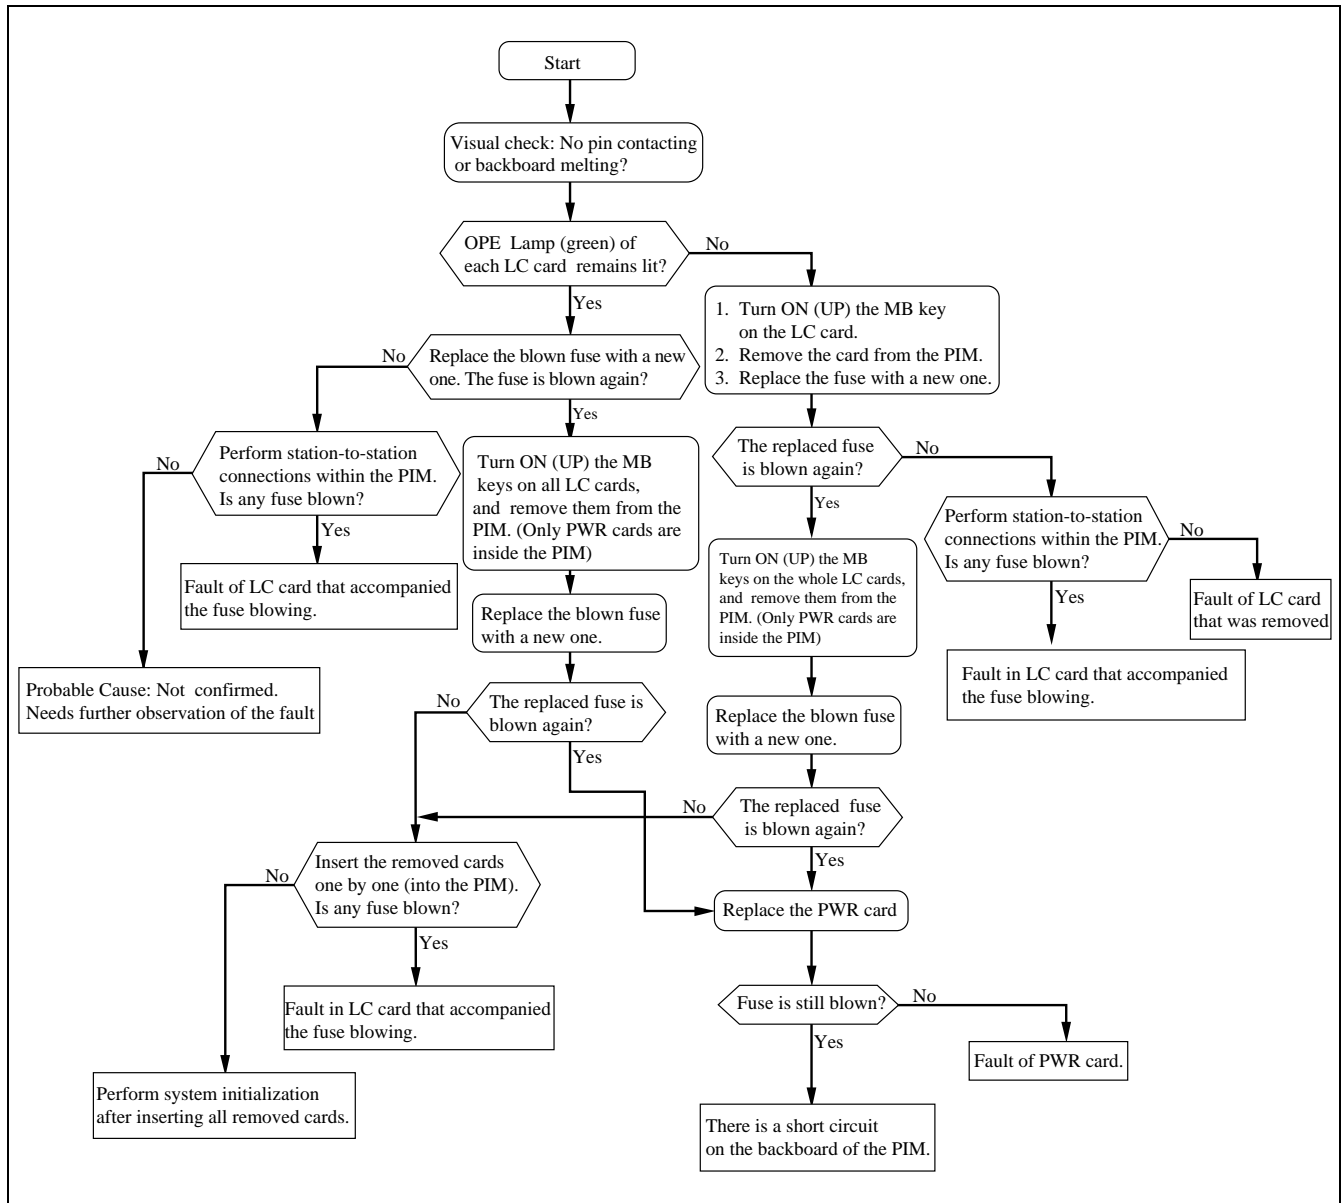 Start
Visual check: No pin contacting
or backboard melting?
OPE Lamp (green) of
each LC card remains lit?
No
Yes
1. Turn ON (UP) the MB key
on the LC card.
2. Remove the card from the PIM.
3. Replace the fuse with a new one.
No
Replace the blown fuse with a new
one. The fuse is blown again?
Yes
Perform station-to-station
connections within the PIM.
Is any fuse blown?
No
Yes
Turn ON (UP) the MB
keys on all LC cards,
and remove them from the
PIM. (Only PWR cards are
inside the PIM)
The replaced fuse
is blown again?
No
Yes
Perform station-to-station
connections within the PIM.
Is any fuse blown?
No
Yes
Turn ON (UP) the MB
keys on the whole LC cards,
and remove them from the
PIM. (Only PWR cards are
inside the PIM)
Fault of LC card that accompanied
the fuse blowing.
Fault of LC card
that was removed
Replace the blown fuse
with a new one.
Probable Cause: Not confirmed.
Needs further observation of the fault
Fault in LC card that accompanied
the fuse blowing.
No
The replaced fuse is
blown again?
Yes
Replace the blown fuse
with a new one.
No
The replaced fuse
is blown again?
Yes
No
Insert the removed cards
one by one (into the PIM).
Is any fuse blown?
Yes
Replace the PWR card
Fault in LC card that accompanied
the fuse blowing.
Fuse is still blown?
No
Yes
Fault of PWR card.
Perform system initialization
after inserting all removed cards.
There is a short circuit
on the backboard of the PIM.